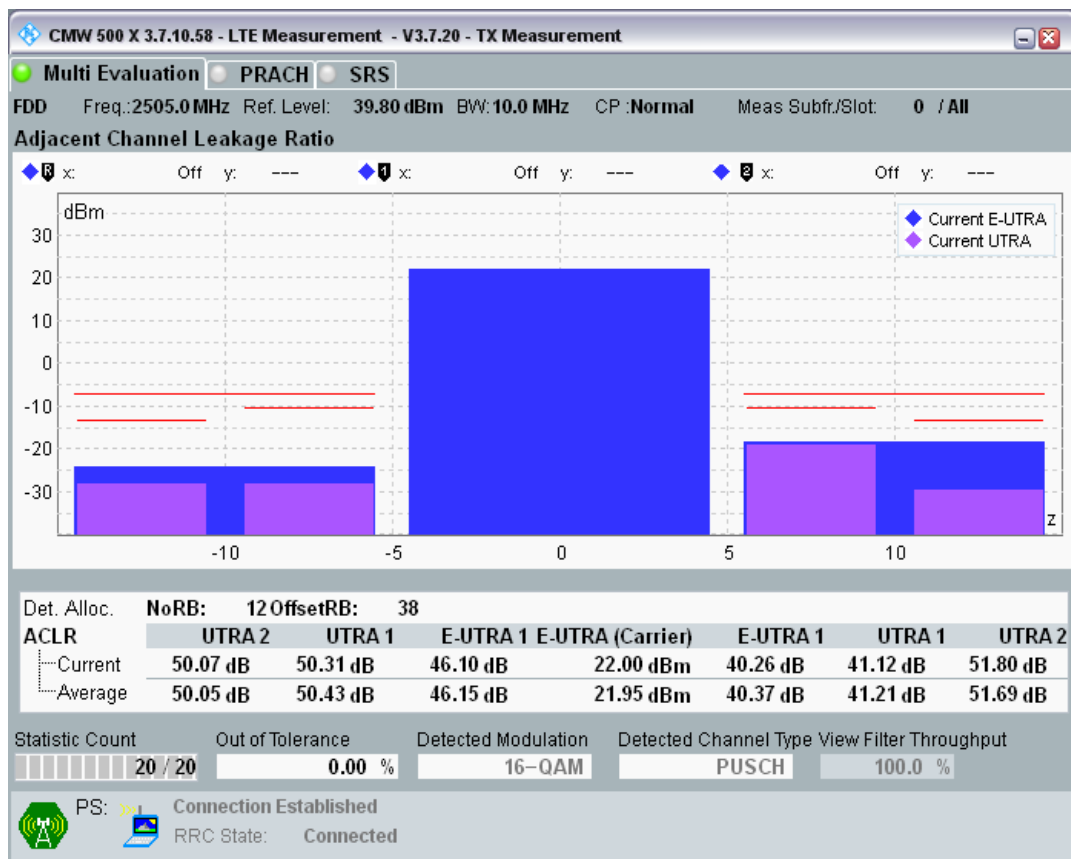 CMW 500 X 3.7.10.58 - LTE Measurement - V3.7.20 - TX Measurement
Multi Evaluation PRACH SRS
FDD Freq.:2505.0 MHz Ref. Level: 39.80 dBm BW:10.0 MHz CP :Normal Meas Subfr./Slot: 0 / All
Adjacent Channel Leakage Ratio
R x: Off y: --- 1 x: Off y: --- 2 x: Off y: ---
dBm
Current E-UTRA
Current UTRA
30
20
10
0
-10
-20
-30
z
-10 -5 0 5 10
Det. Alloc. NoRB: 12 OffsetRB: 38
ACLR UTRA 2 UTRA 1 E-UTRA 1 E-UTRA (Carrier) E-UTRA 1 UTRA 1 UTRA 2
Current 50.07 dB 50.31 dB 46.10 dB 22.00 dBm 40.26 dB 41.12 dB 51.80 dB
Average 50.05 dB 50.43 dB 46.15 dB 21.95 dBm 40.37 dB 41.21 dB 51.69 dB
Statistic Count Out of Tolerance Detected Modulation Detected Channel Type View Filter Throughput
20 / 20 0.00 % 16-QAM PUSCH 100.0 %
PS: Connection Established
RRC State: Connected